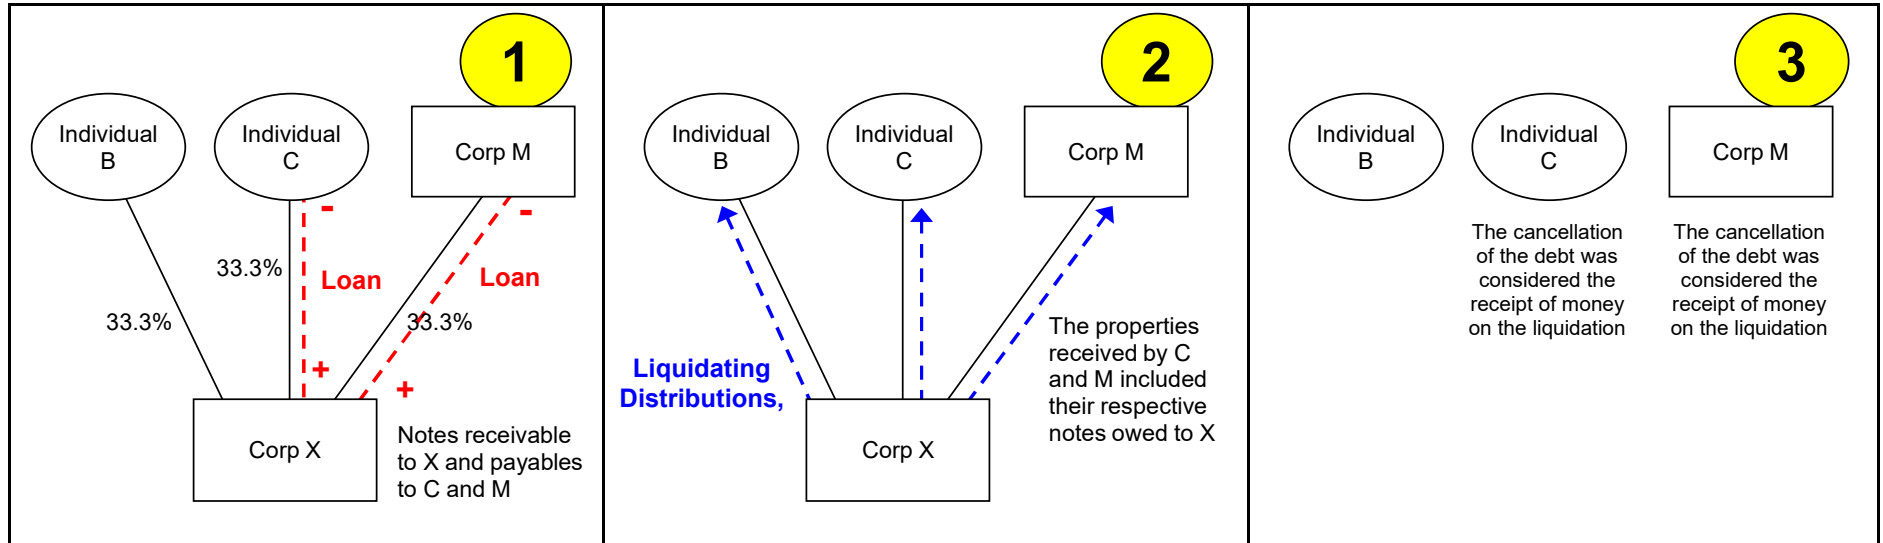 1
Individual
B
Individual
C
Corp M
-
-
33.3%
Loan
Loan
33.3%
33.3%
+
+
Corp X
Notes receivable
to X and payables
to C and M
2
Individual
B
Individual
C
Corp M
Liquidating
Distributions,
The properties
received by C
and M included
their respective
notes owed to X
Corp X
3
Individual
B
Individual
C
Corp M
The cancellation
of the debt was
considered the
receipt of money
on the liquidation
The cancellation
of the debt was
considered the
receipt of money
on the liquidation